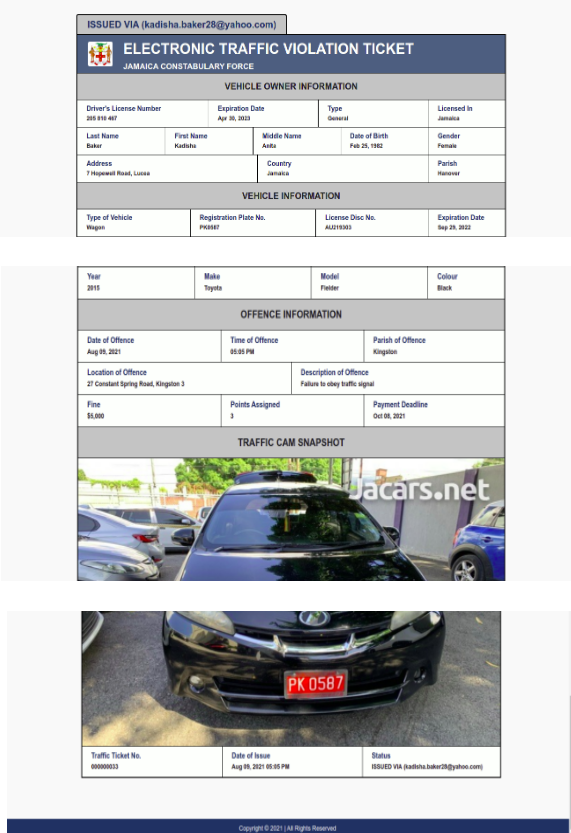 ISSUED VIA (kadisha.baker28@yahoo.com)
ELECTRONIC TRAFFIC VIOLATION TICKET
JAMAICA CONSTABULARY FORCE
VEHICLE OWNER INFORMATION
Driver's License Number Expiration Date Type Licensed In
205 010 467 Apr 30, 2023 General Jamaica
Last Name First Name Middle Name Date of Birth Gender
Baker Kadisha Anita Feb 25, 1982 Female
Address Country Parish
7 Hopewell Road, Lucea Jamaica Hanover
VEHICLE INFORMATION
Type of Vehicle Registration Plate No. License Disc No. Expiration Date
Wagon PK0587 AU219303 Sep 29, 2022
Year Make Model Colour
2015 Toyota Fielder Black
OFFENCE INFORMATION
Date of Offence Time of Offence Parish of Offence
Aug 09, 2021 05:05 PM Kingston
Location of Offence Description of Offence
27 Constant Spring Road, Kingston 3 Failure to obey traffic signal
Fine Points Assigned Payment Deadline
$5,000 3 Oct 08, 2021
TRAFFIC CAM SNAPSHOT
Jacars.net
PK 0587
Traffic Ticket No. Date of Issue Status
000000033 Aug 09, 2021 05:05 PM ISSUED VIA (kadisha.baker28@yahoo.com)
Copyright © 2021 | All Rights Reserved